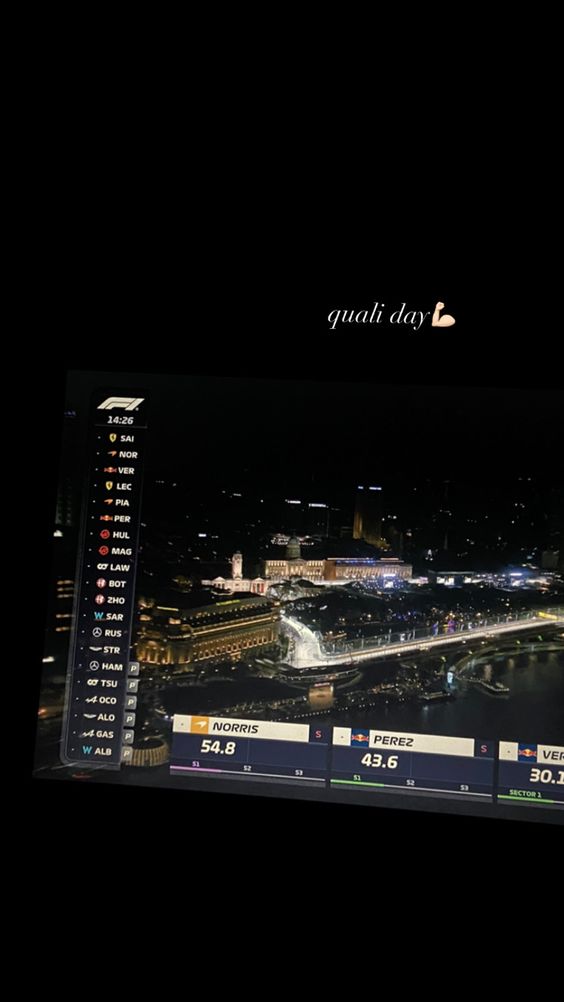 quali day💪🏻
F1
14:26
SAI
NOR
VER
LEC
PIA
PER
HUL
MAG
LAW
BOT
ZHO
W SAR
RUS
STR
HAM P
TSU P
OCO P
ALO P
GAS P
W ALB P
NORRIS S
54.8
S1 S2 S3
PEREZ S
43.6
S1 S2 S3
VER
30.1
SECTOR 1